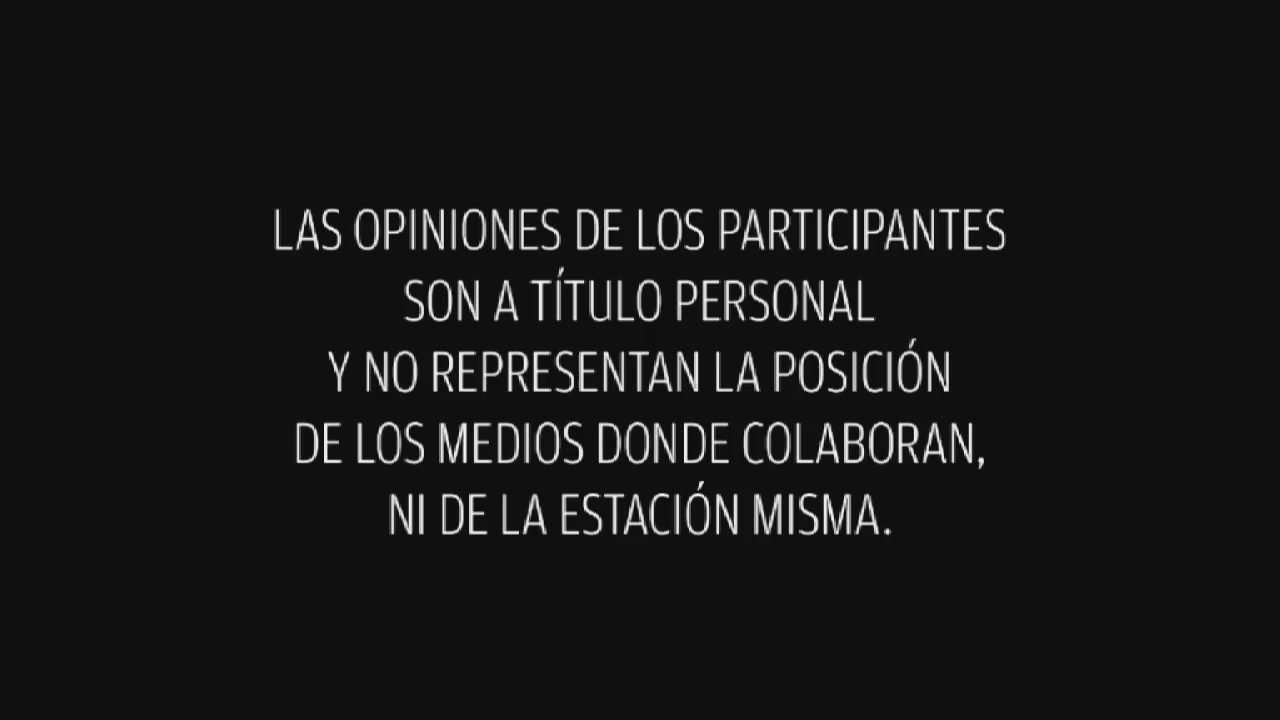 LAS OPINIONES DE LOS PARTICIPANTES
SON A TÍTULO PERSONAL
Y NO REPRESENTAN LA POSICIÓN
DE LOS MEDIOS DONDE COLABORAN,
NI DE LA ESTACIÓN MISMA.